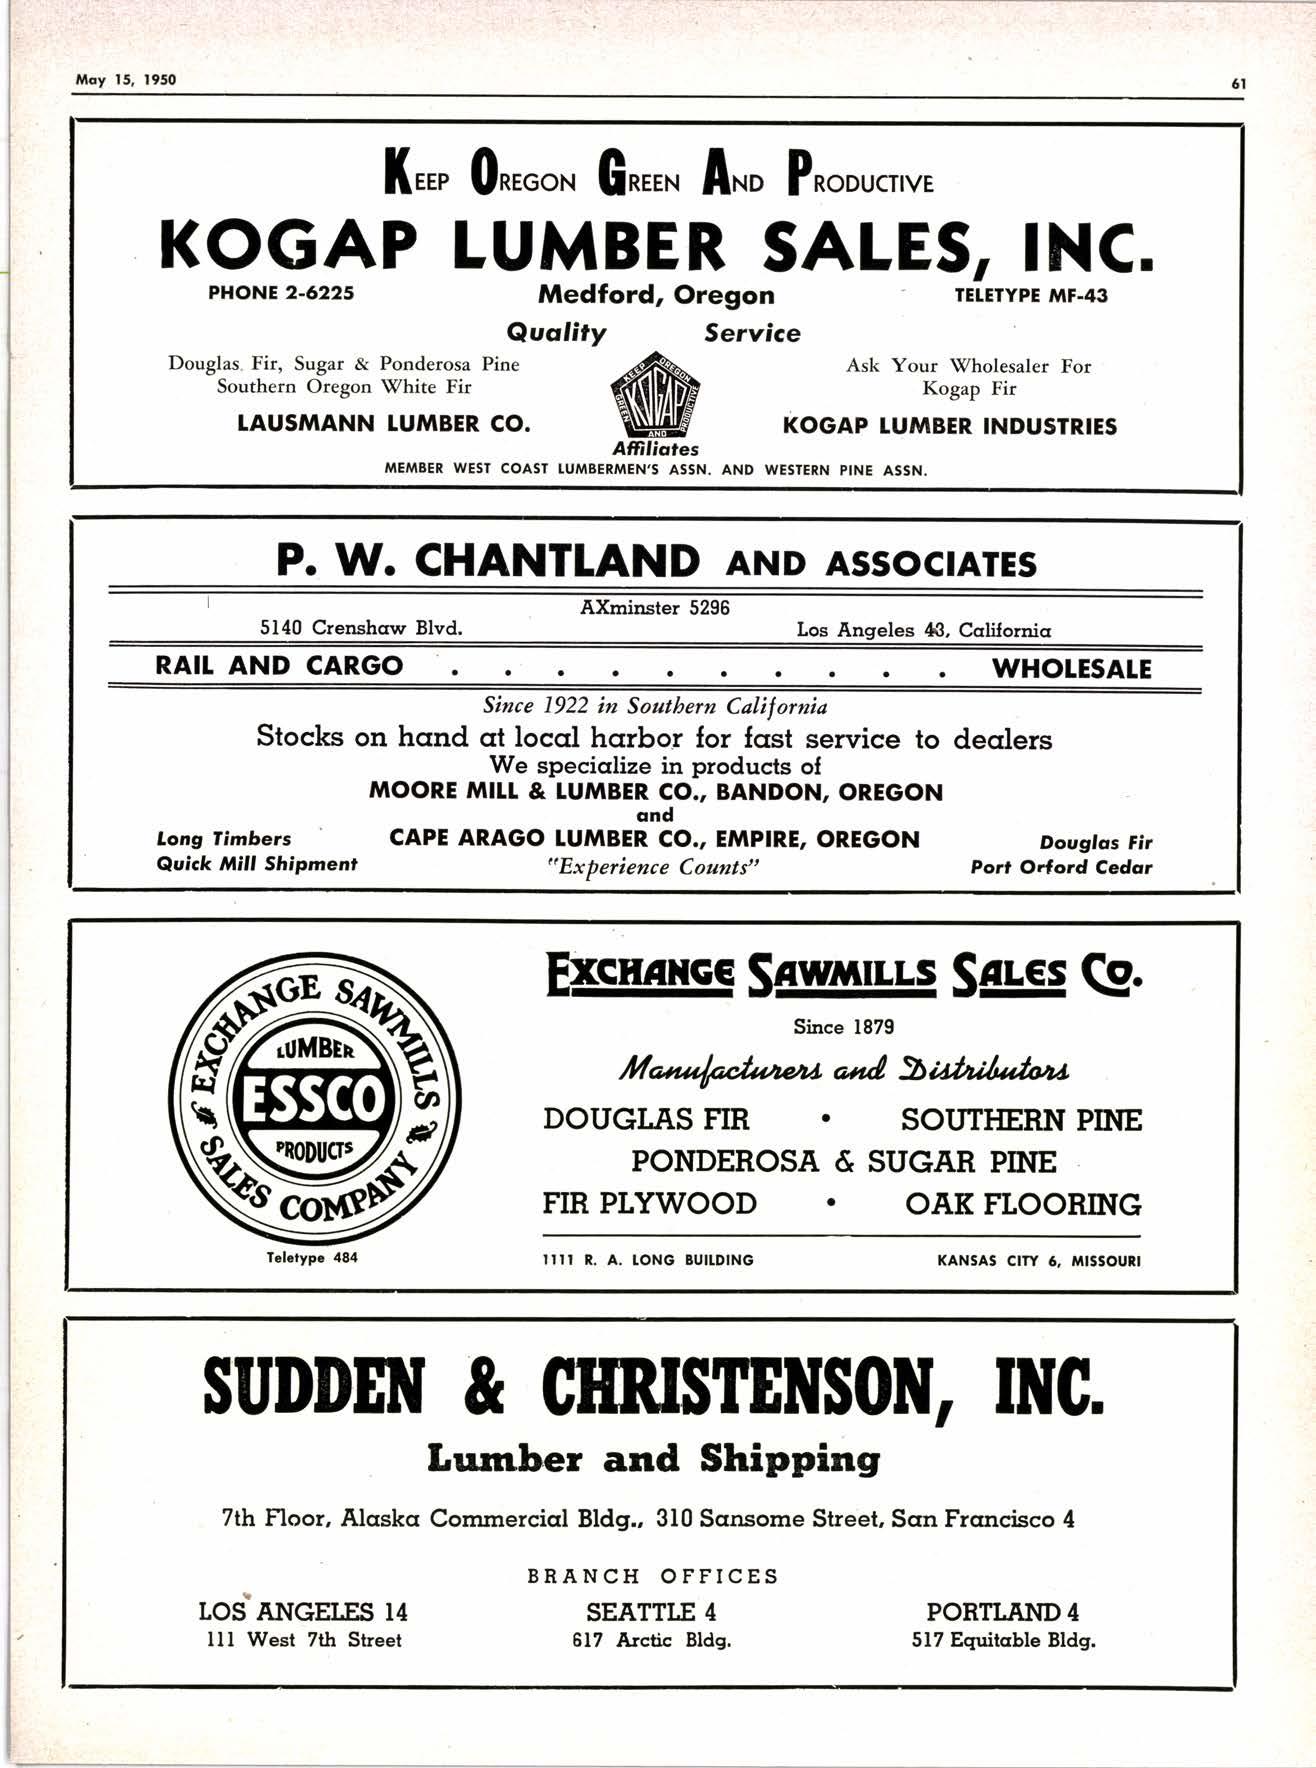 May 15, 1950 61
KEEP OREGON GREEN AND PRODUCTIVE
KOGAP LUMBER SALES, INC.
PHONE 2-6225 Medford, Oregon TELETYPE MF-43
Quality Service
Douglas Fir, Sugar & Ponderosa Pine
Southern Oregon White Fir
LAUSMANN LUMBER CO.
KEEP OREGON GREEN AND PRODUCTIVE
KOGAP
Ask Your Wholesaler For
Kogap Fir
KOGAP LUMBER INDUSTRIES
Affiliates
MEMBER WEST COAST LUMBERMEN'S ASSN. AND WESTERN PINE ASSN.
P. W. CHANTLAND AND ASSOCIATES
AXminster 5296
5140 Crenshaw Blvd. Los Angeles 43, California
RAIL AND CARGO . . . . . . . . . . WHOLESALE
Since 1922 in Southern California
Stocks on hand at local harbor for fast service to dealers
We specialize in products of
MOORE MILL & LUMBER CO., BANDON, OREGON
and
Long Timbers CAPE ARAGO LUMBER CO., EMPIRE, OREGON Douglas Fir
Quick Mill Shipment "Experience Counts" Port Orford Cedar
EXCHANGE SAWMILLS
SALES COMPANY
LUMBER
ESSCO
PRODUCTS
Teletype 484
EXCHANGE SAWMILLS SALES CO.
Since 1879
Manufacturers and Distributors
DOUGLAS FIR • SOUTHERN PINE
PONDEROSA & SUGAR PINE
FIR PLYWOOD • OAK FLOORING
1111 R. A. LONG BUILDING KANSAS CITY 6, MISSOURI
SUDDEN & CHRISTENSON, INC.
Lumber and Shipping
7th Floor, Alaska Commercial Bldg., 310 Sansome Street, San Francisco 4
BRANCH OFFICES
LOS ANGELES 14 SEATTLE 4 PORTLAND 4
111 West 7th Street 617 Arctic Bldg. 517 Equitable Bldg.